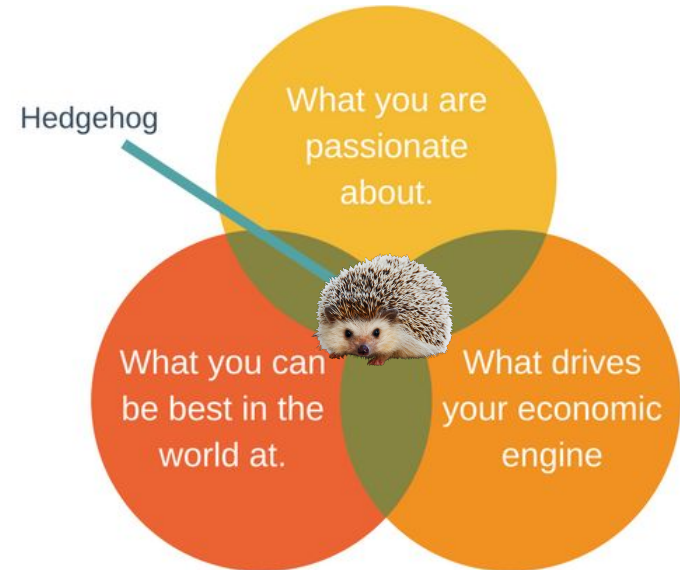 Hedgehog
What you are
passionate
about.
What you can
be best in the
world at.
What drives
your economic
engine